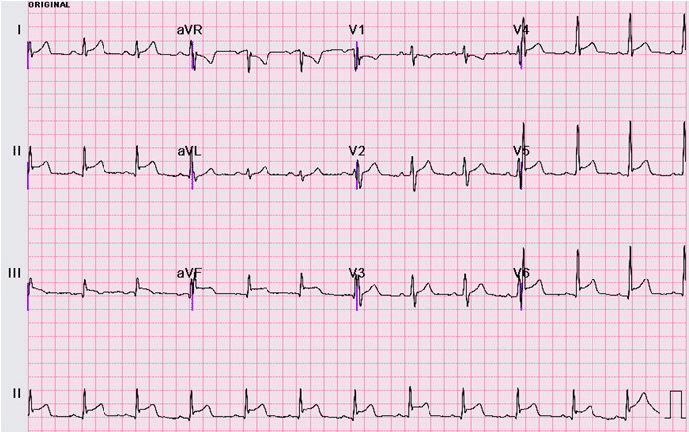 ORIGINAL
I aVR V1 V4
II aVL V2 V5
III aVF V3 V6
II